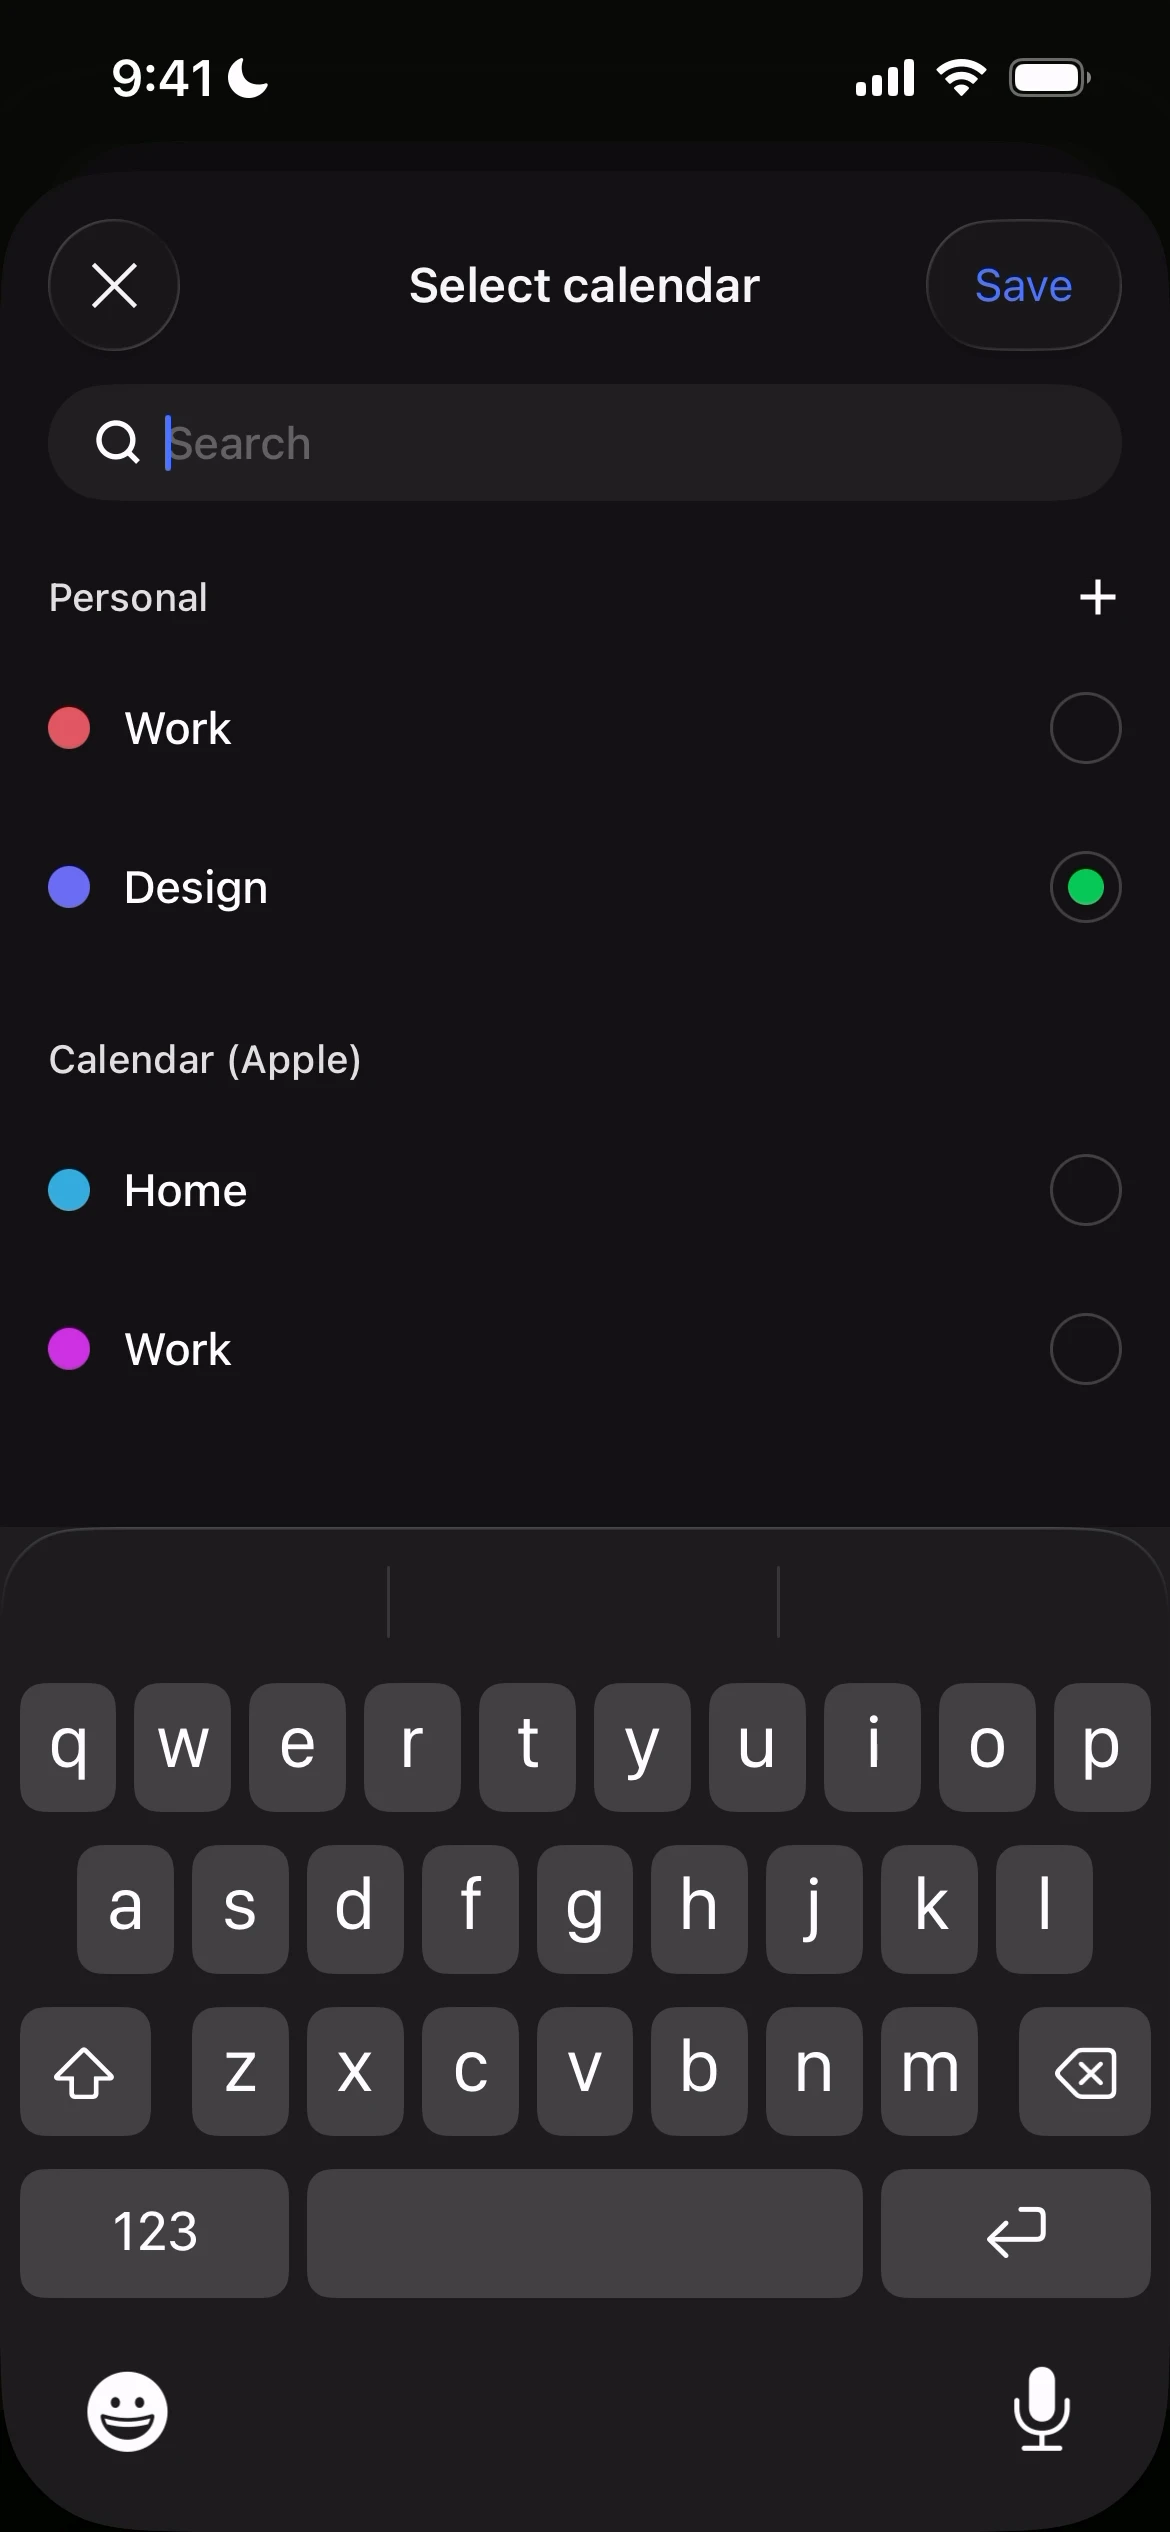 9:41
Select calendar
Save
Search
Personal
Work
Design
Calendar (Apple)
Home
Work
q w e r t y u i o p
a s d f g h j k l
z x c v b n m
123